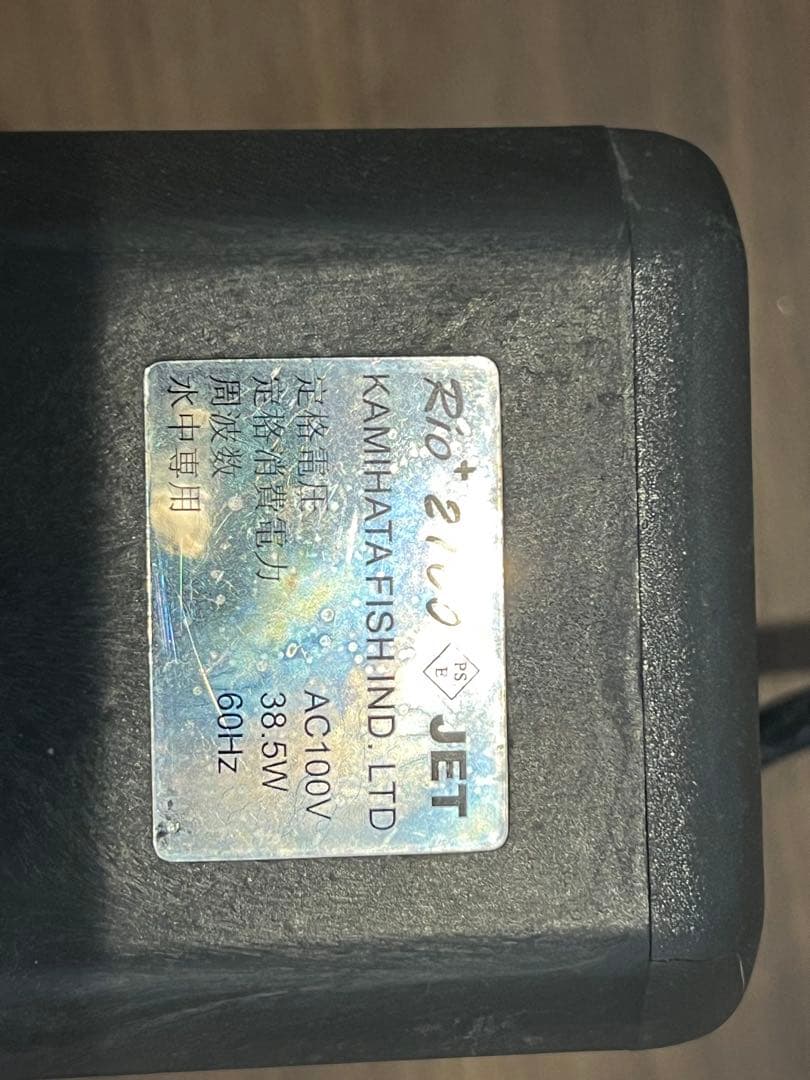 Rio+ 2100 PS E JET
KAMIHATA FISH.IND.LTD
定格電圧 AC100V
定格消費電力 38.5W
周波数 60Hz
水中専用